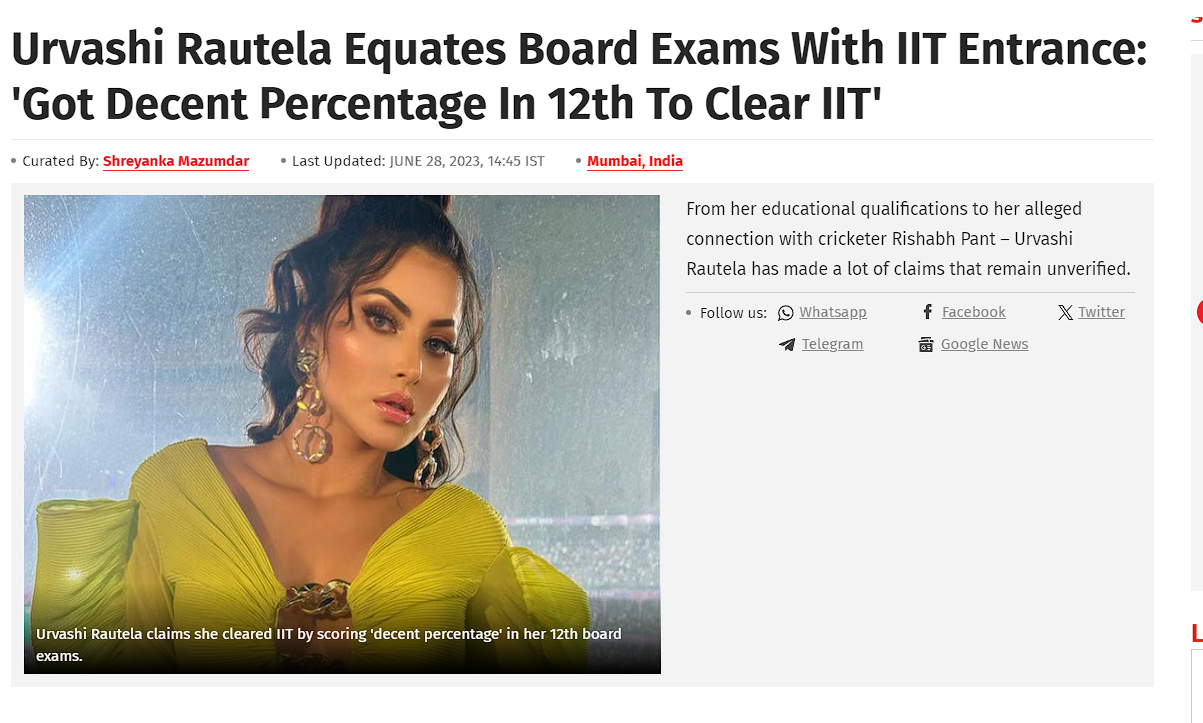 Urvashi Rautela Equates Board Exams With IIT Entrance:
'Got Decent Percentage In 12th To Clear IIT'
Curated By: Shreyanka Mazumdar
Last Updated: JUNE 28, 2023, 14:45 IST
Mumbai, India
From her educational qualifications to her alleged
connection with cricketer Rishabh Pant – Urvashi
Rautela has made a lot of claims that remain unverified.
Follow us: Whatsapp Facebook Twitter
Telegram Google News
Urvashi Rautela claims she cleared IIT by scoring 'decent percentage' in her 12th board
exams.